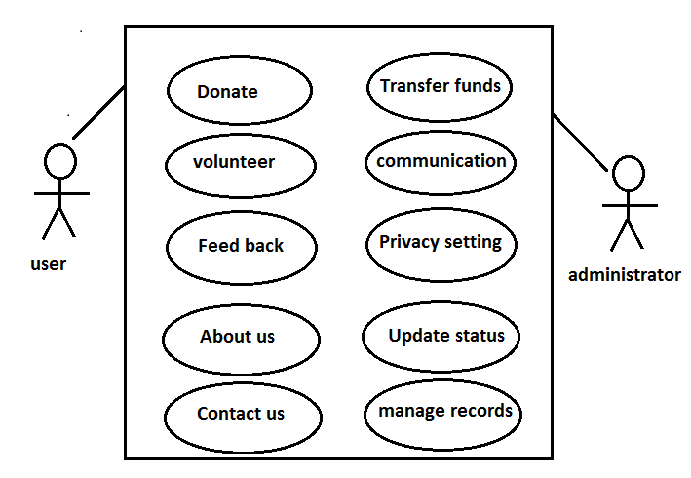 Donate
Transfer funds
volunteer
communication
Feed back
Privacy setting
user
administrator
About us
Update status
Contact us
manage records